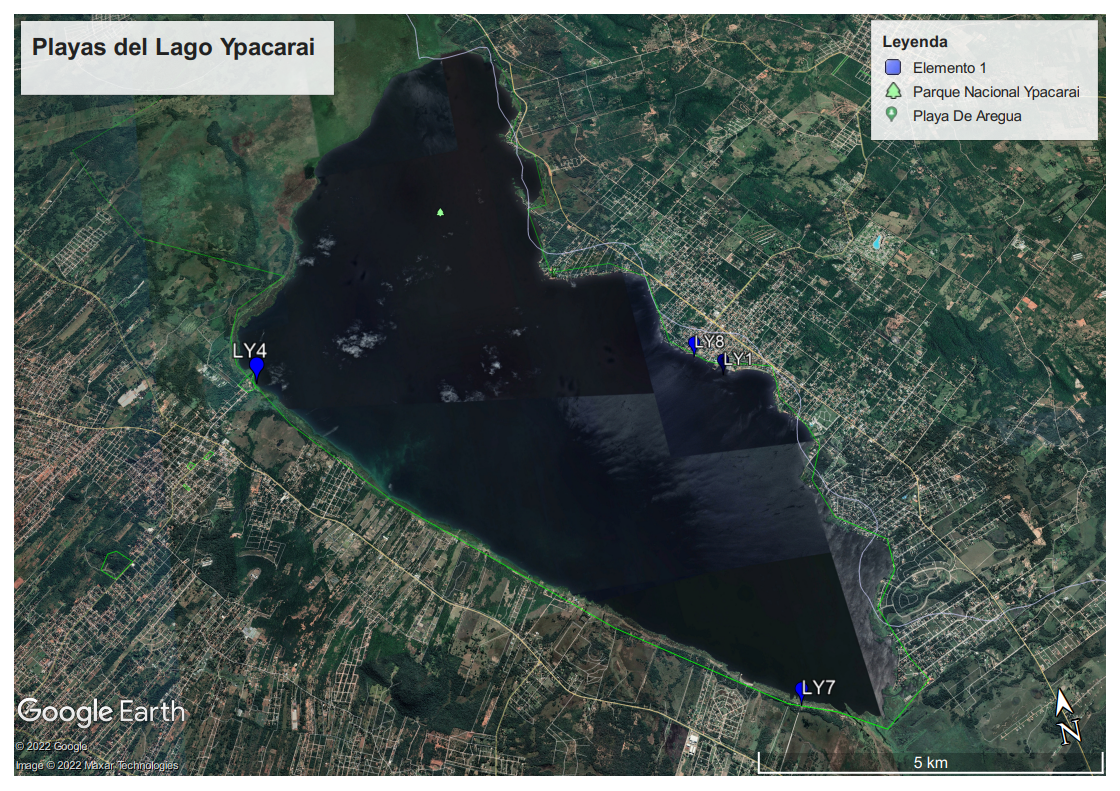 Playas del Lago Ypacarai
Leyenda
Elemento 1
Parque Nacional Ypacarai
Playa De Aregua
LY4
LY8
LY1
LY7
Google Earth
© 2022 Google
Image © 2022 Maxar Technologies
N
5 km